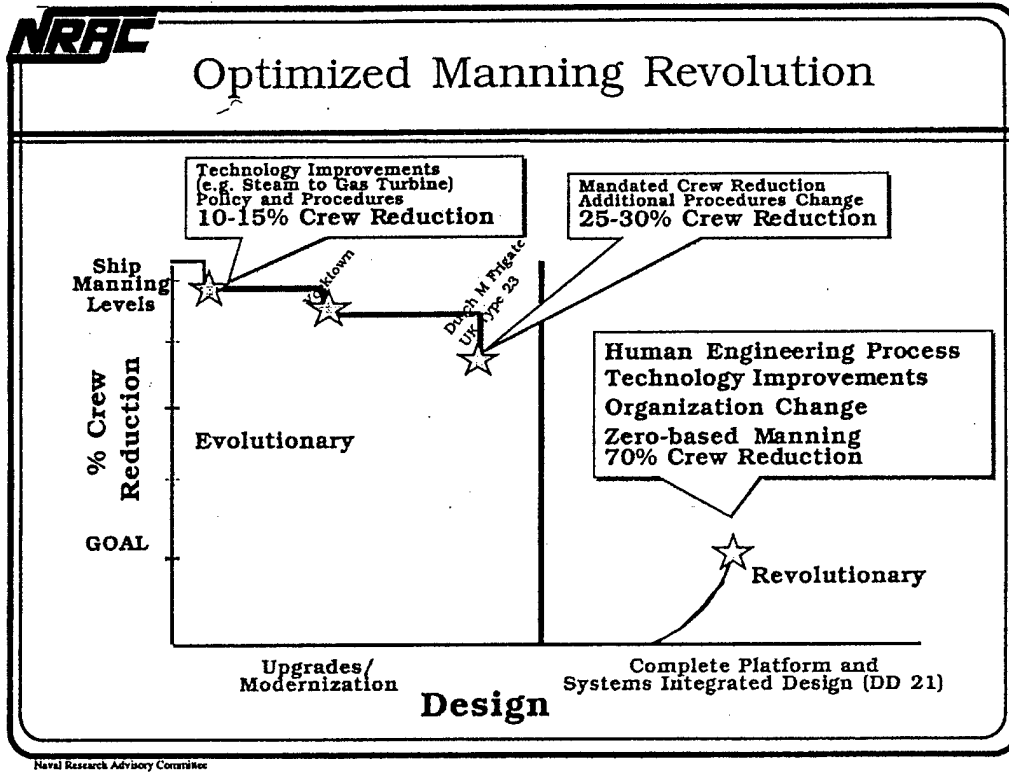 NRAC
Optimized Manning Revolution
Technology Improvements
(e.g. Steam to Gas Turbine)
Policy and Procedures
10-15% Crew Reduction
Mandated Crew Reduction
Additional Procedures Change
25-30% Crew Reduction
Ship
Manning
Levels
Yorktown
Dutch M Frigate
UK Type 23
% Crew
Reduction
Evolutionary
Human Engineering Process
Technology Improvements
Organization Change
Zero-based Manning
70% Crew Reduction
GOAL
Revolutionary
Upgrades/
Modernization
Complete Platform and
Systems Integrated Design (DD 21)
Design
Naval Research Advisory Committee